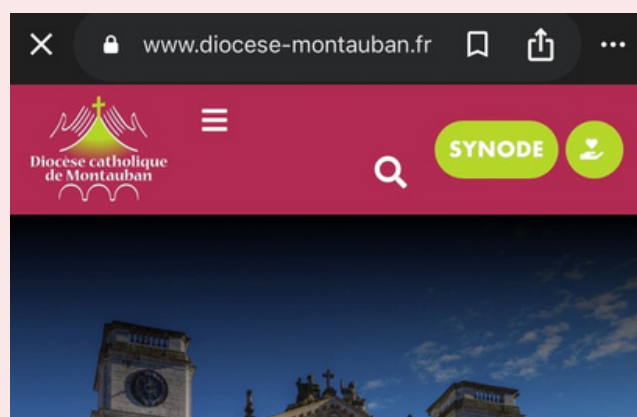 www.diocese-montauban.fr
SYNODE
Diocèse catholique
de Montauban